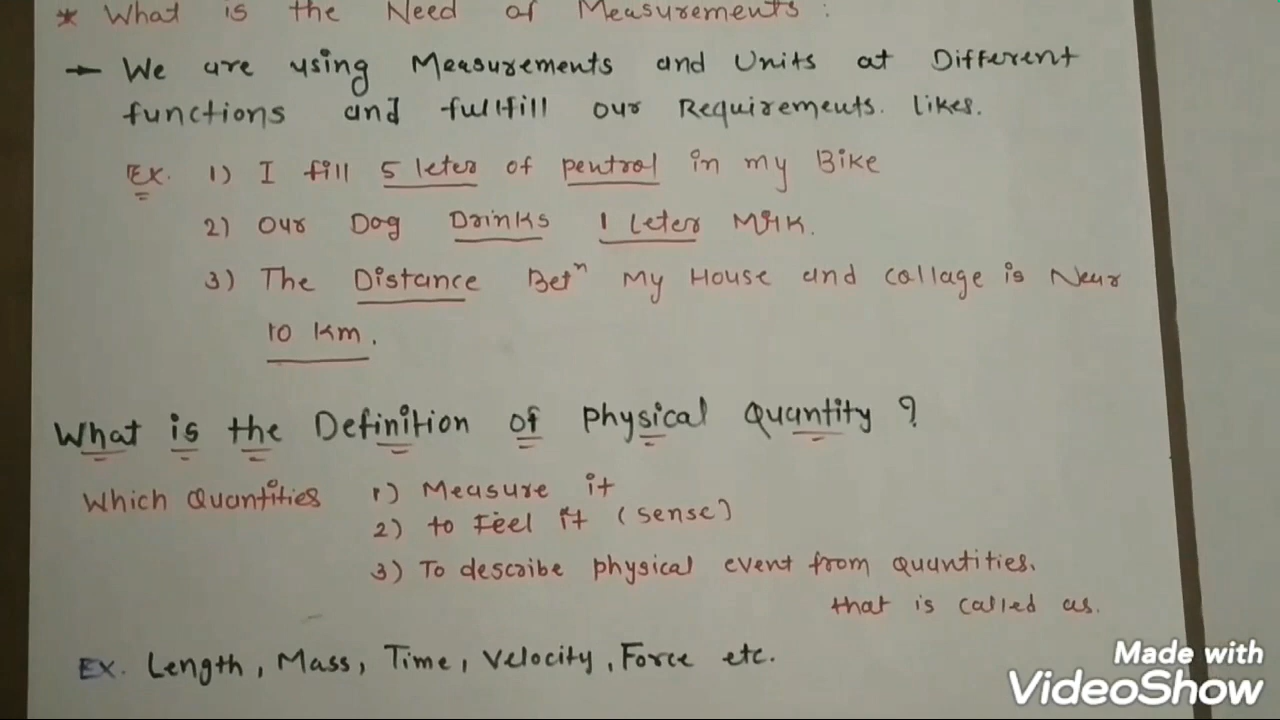 * What is the Need of Measurements :
→ We are using Measurements and Units at Different
functions and fullfill our Requirements. likes.
Ex. 1) I fill 5 leter of pentrol in my Bike
2) Our Dog Drinks 1 leter Milk.
3) The Distance Betⁿ My House and collage is Near
10 Km.
What is the Definition of physical Quantity ?
Which Quantities 1) Measure it
2) to Feel it (sense)
3) To describe physical event from quantities.
that is called as.
Ex. Length, Mass, Time, Velocity, Force etc.
Made with
VideoShow